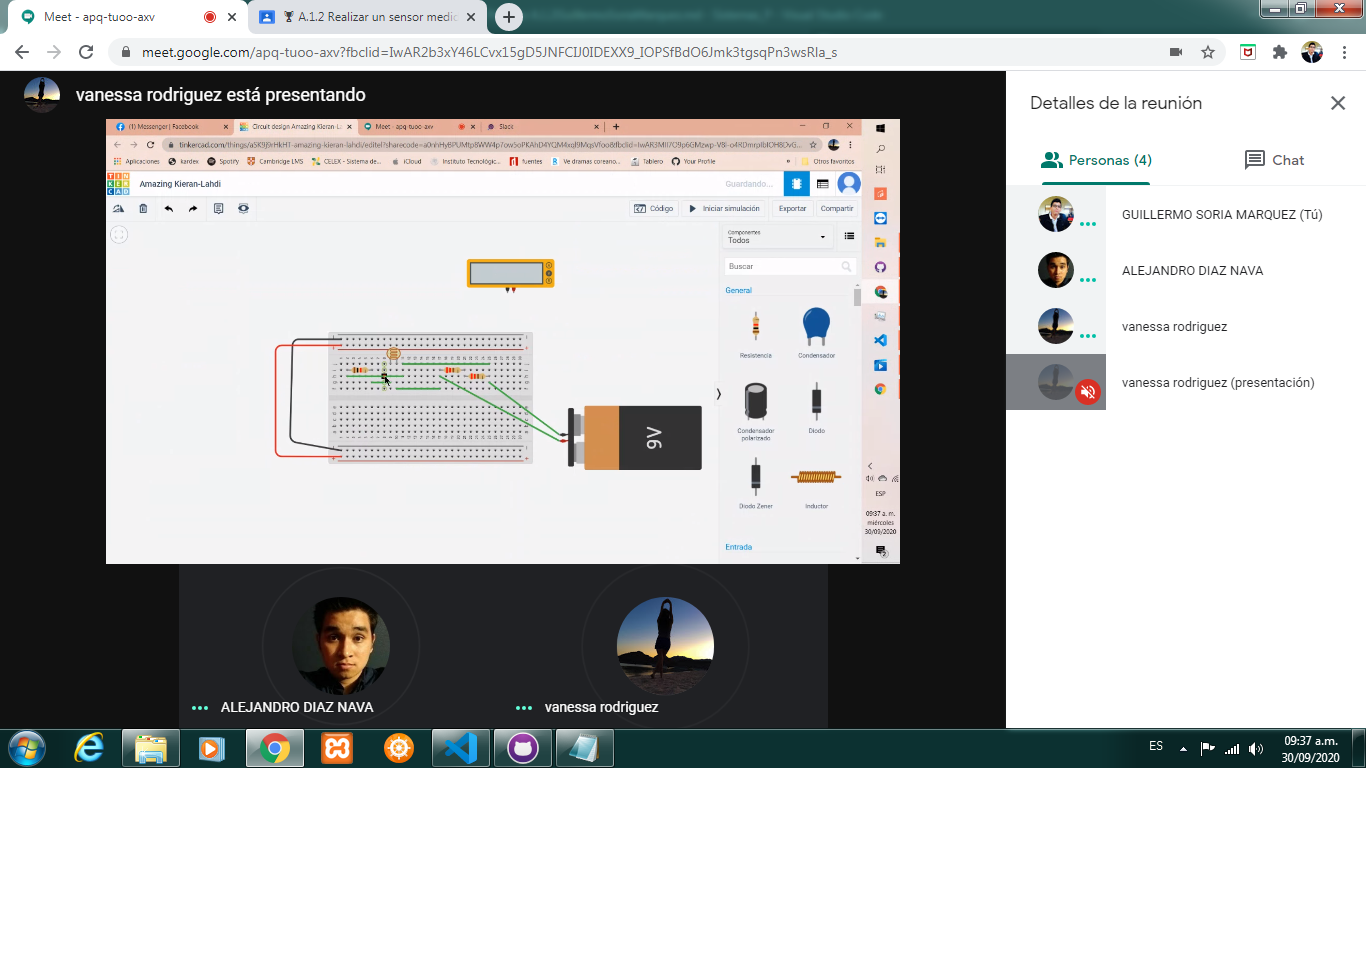 Meet - apq-tuoo-axv
A.1.2 Realizar un sensor medic
meet.google.com/apq-tuoo-axv?fbclid=IwAR2b3xY46LCvx15gD5JNFCIJ0IDEXX9_IOPSfBdO6Jmk3tgsqPn3wsRla_s
vanessa rodriguez está presentando
(1) Messenger | Facebook
Circuit design Amazing Kieran-La
Meet - apq-tuoo-axv
Slack
Aplicaciones
kardex
Spotify
Cambridge LMS
CELEX - Sistema de...
iCloud
Instituto Tecnológic...
fuentes
Ve dramas coreano...
Tablero
Your Profile
»
Otros favoritos
TIN
KER
CAD
Amazing Kieran-Lahdi
Guardando...
Código
Iniciar simulación
Exportar
Compartir
Componentes
Todos
Buscar
General
Resistencia
Condensador
Condensador
polarizado
Diodo
Diodo Zener
Inductor
Entrada
9V
ESP
09:37 a. m.
miércoles
30/09/2020
Detalles de la reunión
Personas (4)
Chat
GUILLERMO SORIA MARQUEZ (Tú)
ALEJANDRO DIAZ NAVA
vanessa rodriguez
vanessa rodriguez (presentación)
ALEJANDRO DIAZ NAVA
vanessa rodriguez
ES
09:37 a.m.
30/09/2020